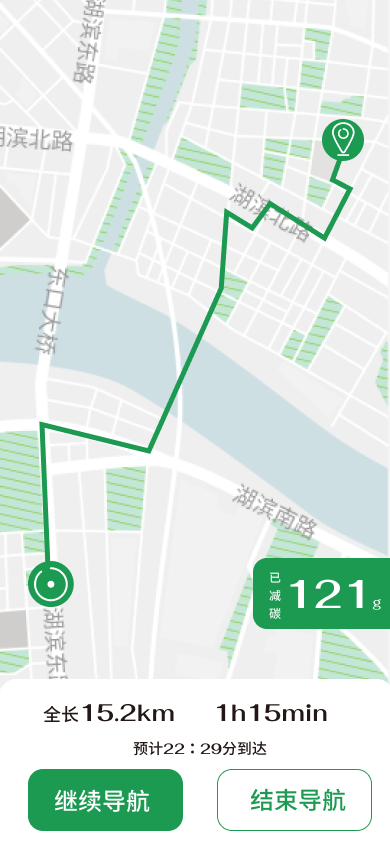 湖滨东路
湖滨北路
湖滨北路
东口大桥
湖滨南路
湖滨东
已减碳
121g
全长15.2km 1h15min
预计22：29分到达
继续导航 结束导航